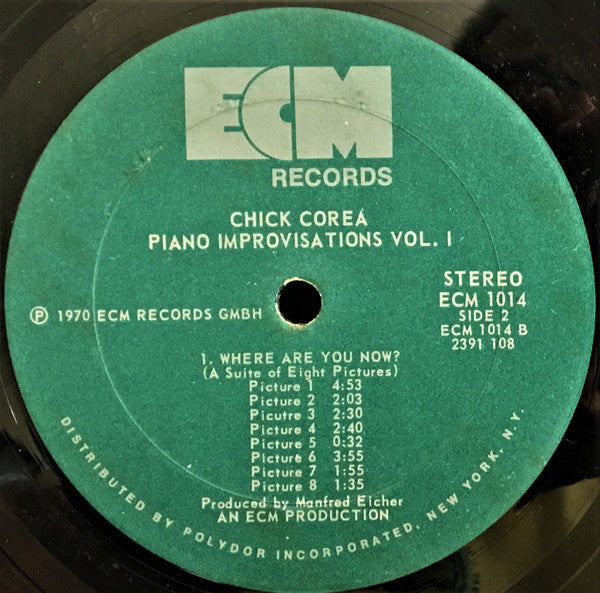 ECM
RECORDS
CHICK COREA
PIANO IMPROVISATIONS VOL. I
STEREO
ECM 1014
SIDE 2
ECM 1014 B
2391 108
℗ 1970 ECM RECORDS GMBH
1. WHERE ARE YOU NOW?
(A Suite of Eight Pictures)
Picture 1 4:53
Picture 2 2:03
Picutre 3 2:30
Picture 4 2:40
Picture 5 0:32
Picture 6 3:55
Picture 7 1:55
Picture 8 1:35
Produced by Manfred Eicher
AN ECM PRODUCTION
DISTRIBUTED BY POLYDOR INCORPORATED, NEW YORK, N.Y.